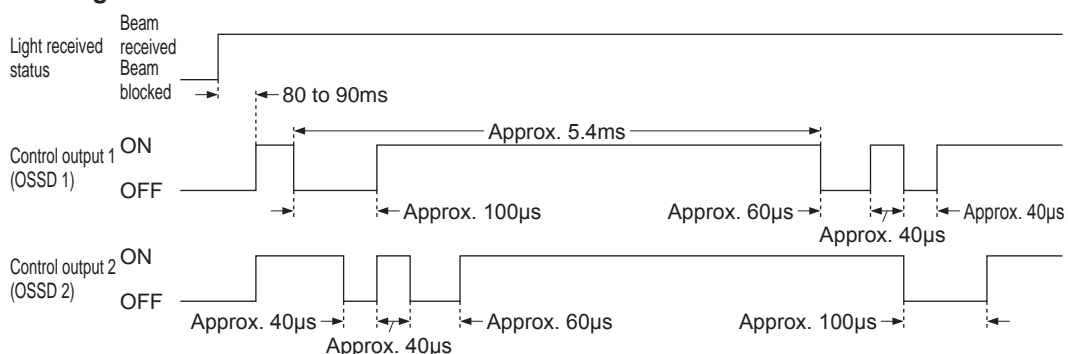 Light received
status
Beam
received
Beam
blocked
80 to 90ms
Approx. 5.4ms
Control output 1
(OSSD 1)
ON
OFF
Approx. 100µs
Approx. 60µs
Approx. 40µs
Approx. 40µs
Control output 2
(OSSD 2)
ON
OFF
Approx. 40µs
Approx. 60µs
Approx. 100µs
Approx. 40µs